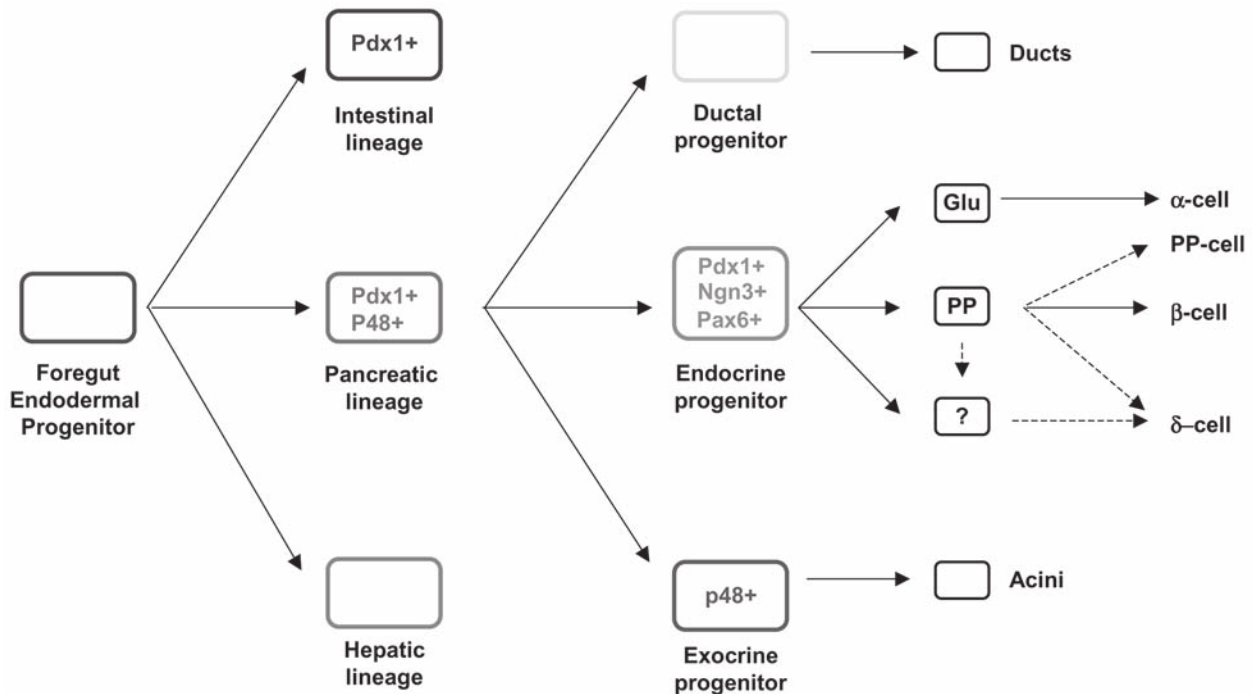 Pdx1+
Intestinal
lineage
Ductal
progenitor
Ducts
Foregut
Endodermal
Progenitor
Pdx1+
P48+
Pancreatic
lineage
Pdx1+
Ngn3+
Pax6+
Endocrine
progenitor
Glu
α-cell
PP-cell
PP
β-cell
?
δ–cell
Hepatic
lineage
p48+
Exocrine
progenitor
Acini